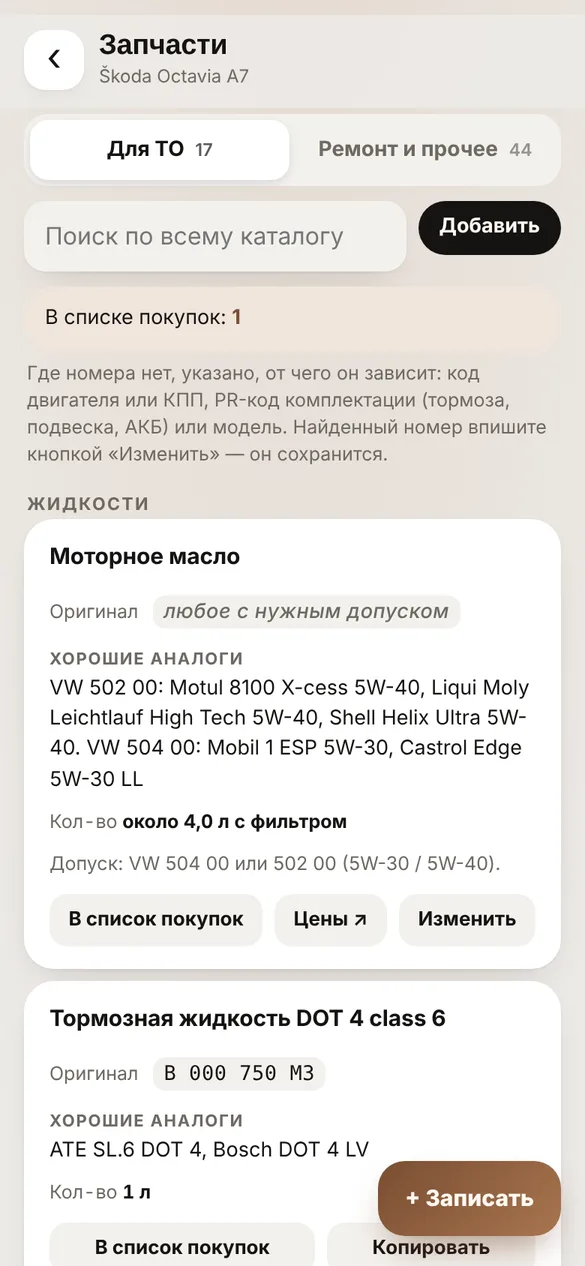 Запчасти
Škoda Octavia A7
Для ТО 17
Ремонт и прочее 44
Поиск по всему каталогу
Добавить
В списке покупок: 1
Где номера нет, указано, от чего он зависит: код
двигателя или КПП, PR-код комплектации (тормоза,
подвеска, АКБ) или модель. Найденный номер впишите
кнопкой «Изменить» — он сохранится.
ЖИДКОСТИ
Моторное масло
Оригинал любое с нужным допуском
ХОРОШИЕ АНАЛОГИ
VW 502 00: Motul 8100 X-cess 5W-40, Liqui Moly
Leichtlauf High Tech 5W-40, Shell Helix Ultra 5W-
40. VW 504 00: Mobil 1 ESP 5W-30, Castrol Edge
5W-30 LL
Кол-во около 4,0 л с фильтром
Допуск: VW 504 00 или 502 00 (5W-30 / 5W-40).
В список покупок
Цены ↗
Изменить
Тормозная жидкость DOT 4 class 6
Оригинал B 000 750 M3
ХОРОШИЕ АНАЛОГИ
ATE SL.6 DOT 4, Bosch DOT 4 LV
Кол-во 1 л
+ Записать
В список покупок
Копировать